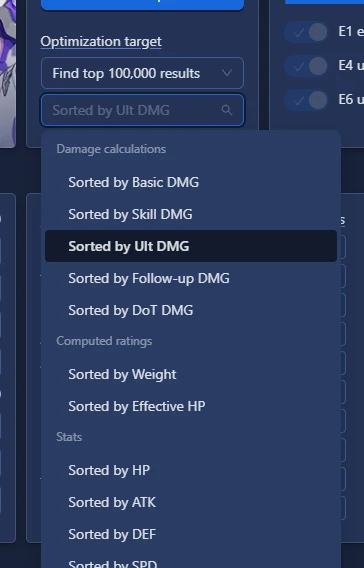 Optimization target
E1 e
Find top 100,000 results
E4 u
Sorted by Ult DMG
E6 u
Damage calculations
Sorted by Basic DMG
Sorted by Skill DMG
Sorted by Ult DMG
Sorted by Follow-up DMG
Sorted by DoT DMG
Computed ratings
Sorted by Weight
Sorted by Effective HP
Stats
Sorted by HP
Sorted by ATK
Sorted by DEF
Sorted by SPD